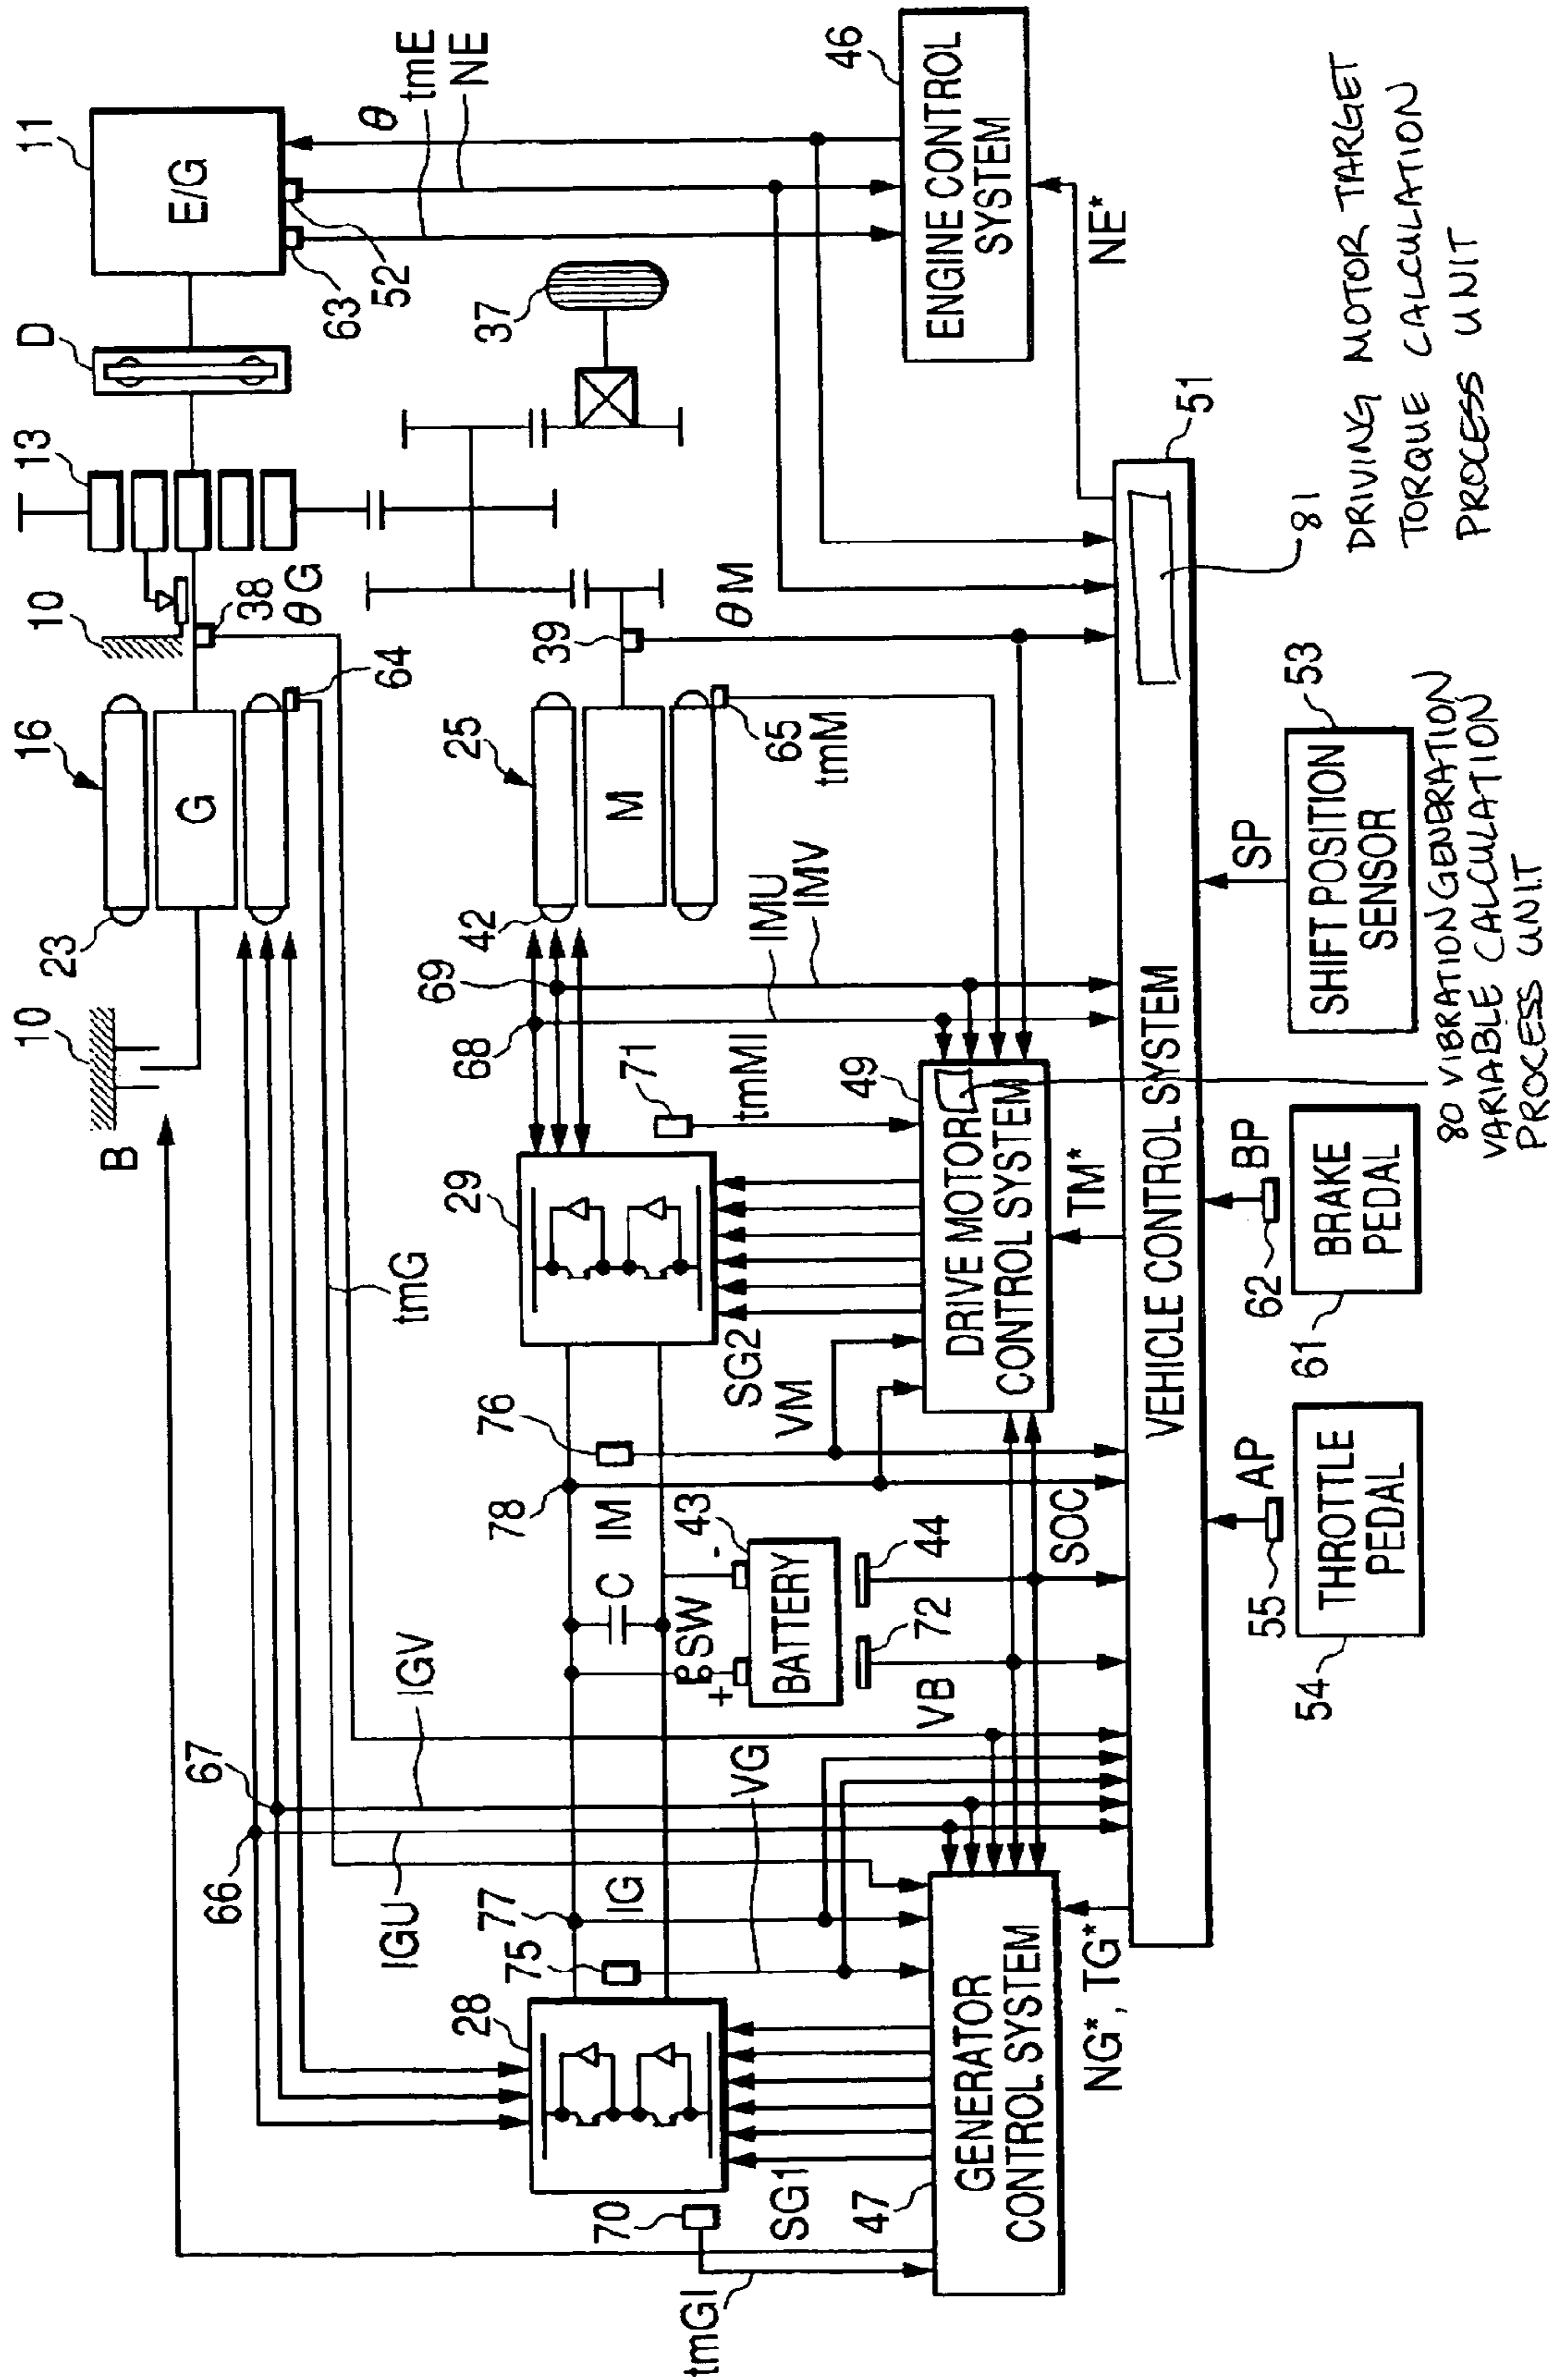 16
10
13
D
11
23
G
38
θG
E/G
10
B
64
63
52
θ
tmE
NE
67
66
IGV
IGU
tmG
25
42
M
39
θM
65
tmM
37
46
ENGINE CONTROL
SYSTEM
NE*
28
75
77
IG
VG
C
IM
78
76
29
68
69
71
tmMI
IMU
IMV
ESW
+
-
43
BATTERY
72
44
VB
SOC
SG2
VM
49
DRIVE MOTOR
CONTROL SYSTEM
TM*
70
tmGI
SG1
47
GENERATOR
CONTROL SYSTEM
NG*, TG*
VEHICLE CONTROL SYSTEM
51
81
DRIVING MOTOR TARGET
TORQUE CALCULATION
PROCESS UNIT
AP
55
54
THROTTLE
PEDAL
BP
62
61
BRAKE
PEDAL
SP
53
SHIFT POSITION
SENSOR
80 VIBRATION GENERATION
VARIABLE CALCULATION
PROCESS UNIT